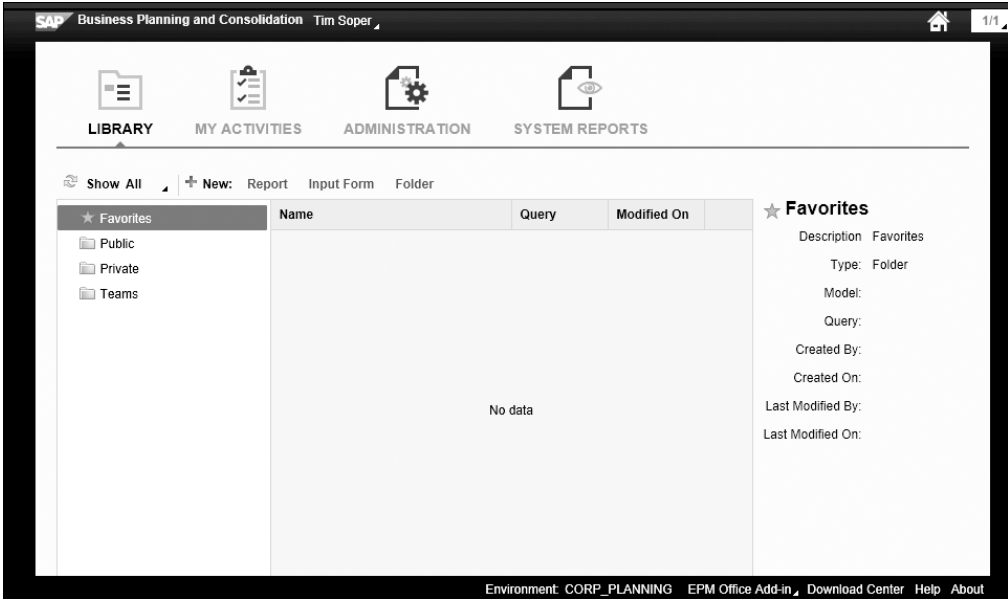 SAP Business Planning and Consolidation Tim Soper
1/1
LIBRARY MY ACTIVITIES ADMINISTRATION SYSTEM REPORTS
Show All New: Report Input Form Folder
Favorites
Public
Private
Teams
Name Query Modified On
No data
Favorites
Description Favorites
Type: Folder
Model:
Query:
Created By:
Created On:
Last Modified By:
Last Modified On:
Environment: CORP_PLANNING EPM Office Add-in Download Center Help About